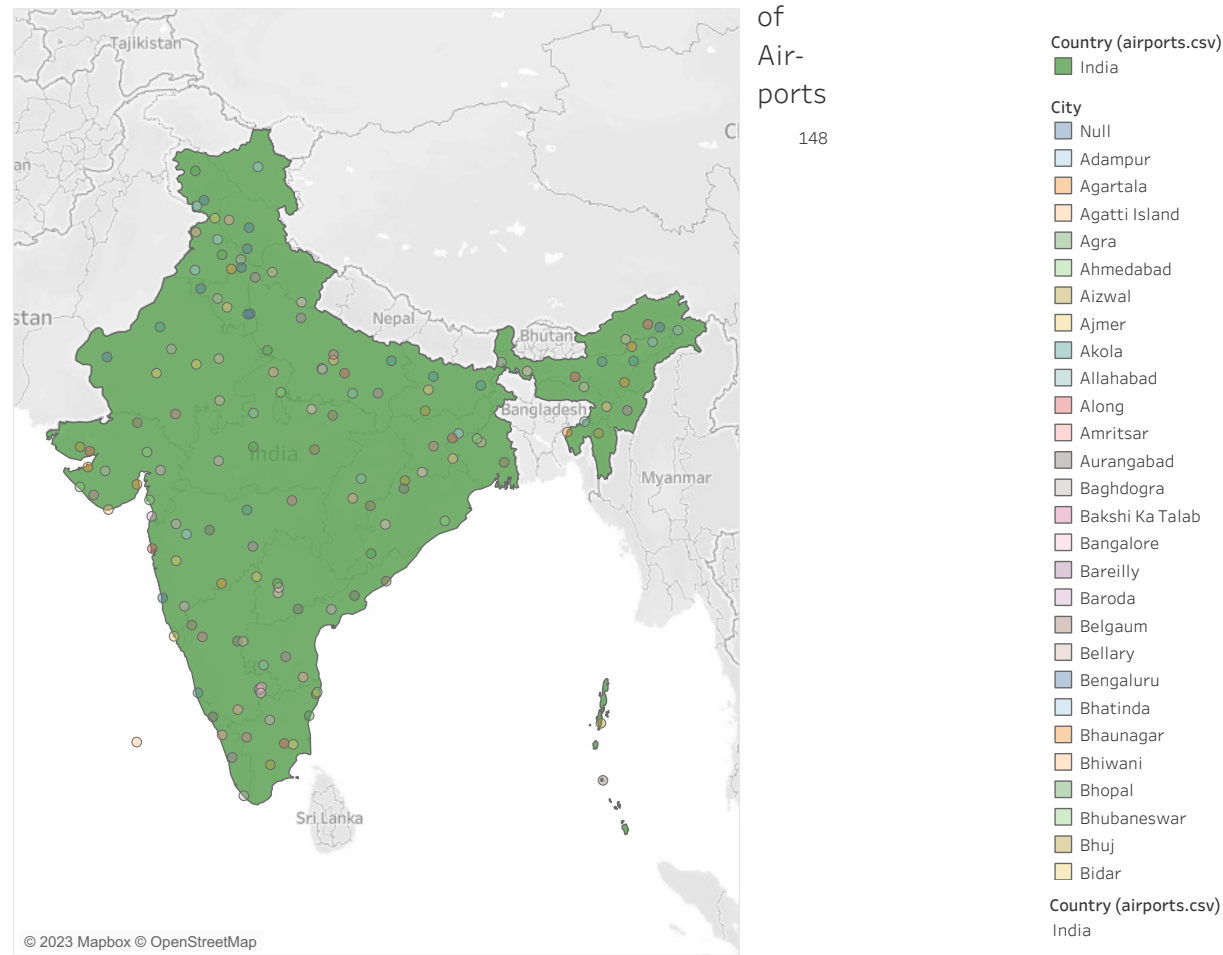 Tajikistan
an
C
stan
Nepal
Bhutan
Bangladesh
India
Myanmar
Sri Lanka
© 2023 Mapbox © OpenStreetMap
of
Air-
ports
148
Country (airports.csv)
India
City
Null
Adampur
Agartala
Agatti Island
Agra
Ahmedabad
Aizwal
Ajmer
Akola
Allahabad
Along
Amritsar
Aurangabad
Baghdogra
Bakshi Ka Talab
Bangalore
Bareilly
Baroda
Belgaum
Bellary
Bengaluru
Bhatinda
Bhaunagar
Bhiwani
Bhopal
Bhubaneswar
Bhuj
Bidar
Country (airports.csv)
India